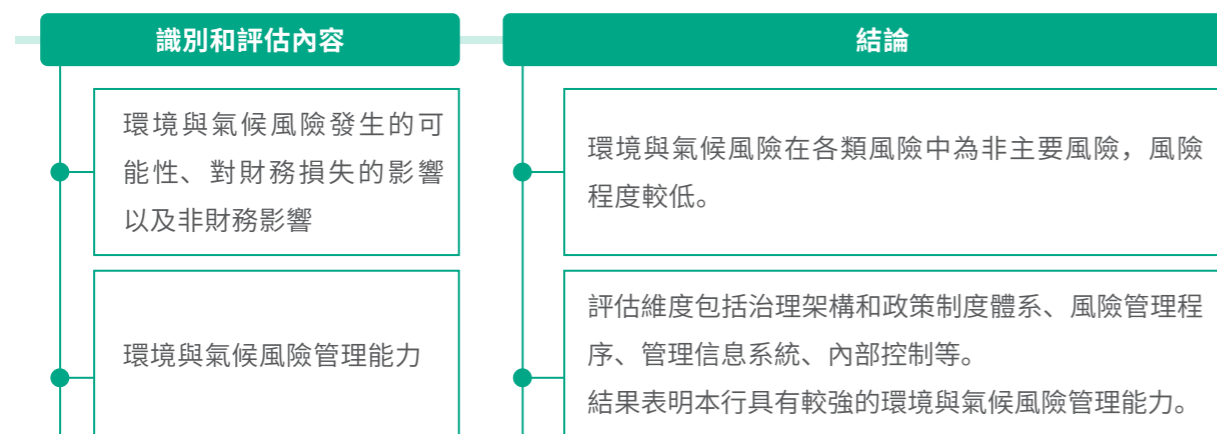 識別和評估內容
結論
環境與氣候風險發生的可
能性、對財務損失的影響
以及非財務影響
環境與氣候風險在各類風險中為非主要風險，風險
程度較低。
環境與氣候風險管理能力
評估維度包括治理架構和政策制度體系、風險管理程
序、管理信息系統、內部控制等。
結果表明本行具有較強的環境與氣候風險管理能力。